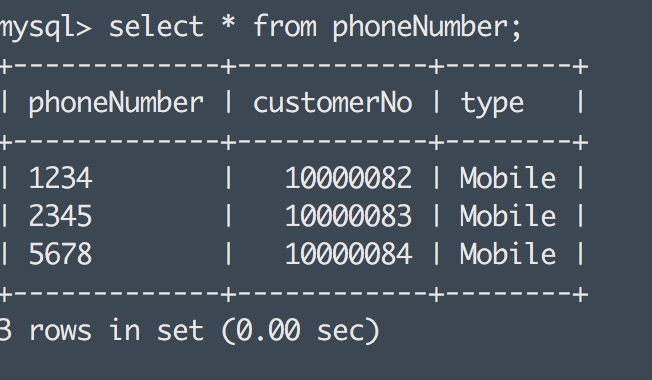 mysql> select * from phoneNumber;
+-------------+------------+--------+
| phoneNumber | customerNo | type   |
+-------------+------------+--------+
| 1234        |   10000082 | Mobile |
| 2345        |   10000083 | Mobile |
| 5678        |   10000084 | Mobile |
+-------------+------------+--------+
3 rows in set (0.00 sec)